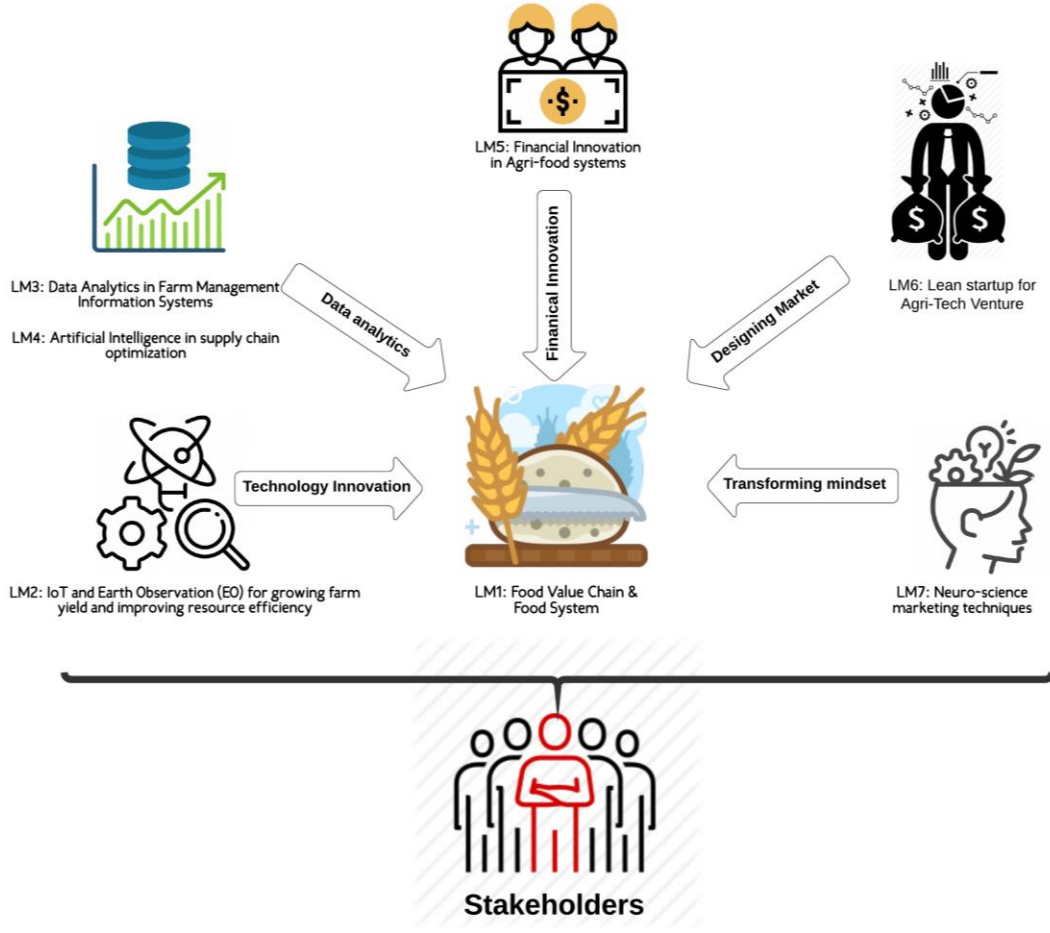 LM5: Financial Innovation
in Agri-food systems
LM3: Data Analytics in Farm Management
Information Systems
LM4: Artificial Intelligence in supply chain
optimization
Data analytics
Finanical Innovation
Designing Market
LM6: Lean startup for
Agri-Tech Venture
Technology Innovation
Transforming mindset
LM2: IoT and Earth Observation (EO) for growing farm
yield and improving resource efficiency
LM1: Food Value Chain &
Food System
LM7: Neuro-science
marketing techniques
Stakeholders